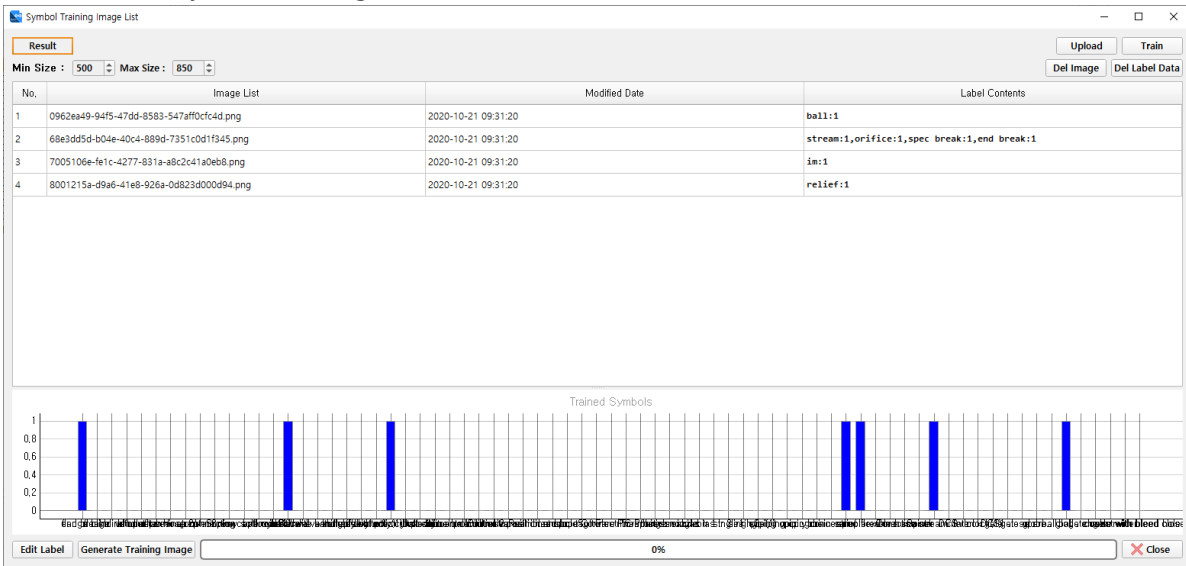 Symbol Training Image List
Result Upload Train
Min Size : 500 Max Size : 850 Del Image Del Label Data
No. Image List Modified Date Label Contents
1 0962ea49-94f5-47dd-8583-547aff0cfc4d.png 2020-10-21 09:31:20 ball:1
2 68e3dd5d-b04e-40c4-889d-7351c0d1f345.png 2020-10-21 09:31:20 stream:1,orifice:1,spec break:1,end break:1
3 7005106e-fe1c-4277-831a-a8c2c41a0eb8.png 2020-10-21 09:31:20 im:1
4 8001215a-d9a6-41e8-926a-0d823d000d94.png 2020-10-21 09:31:20 relief:1
Trained Symbols
1
0,8
0,6
0,4
0,2
0
with bleed
Edit Label Generate Training Image 0% Close